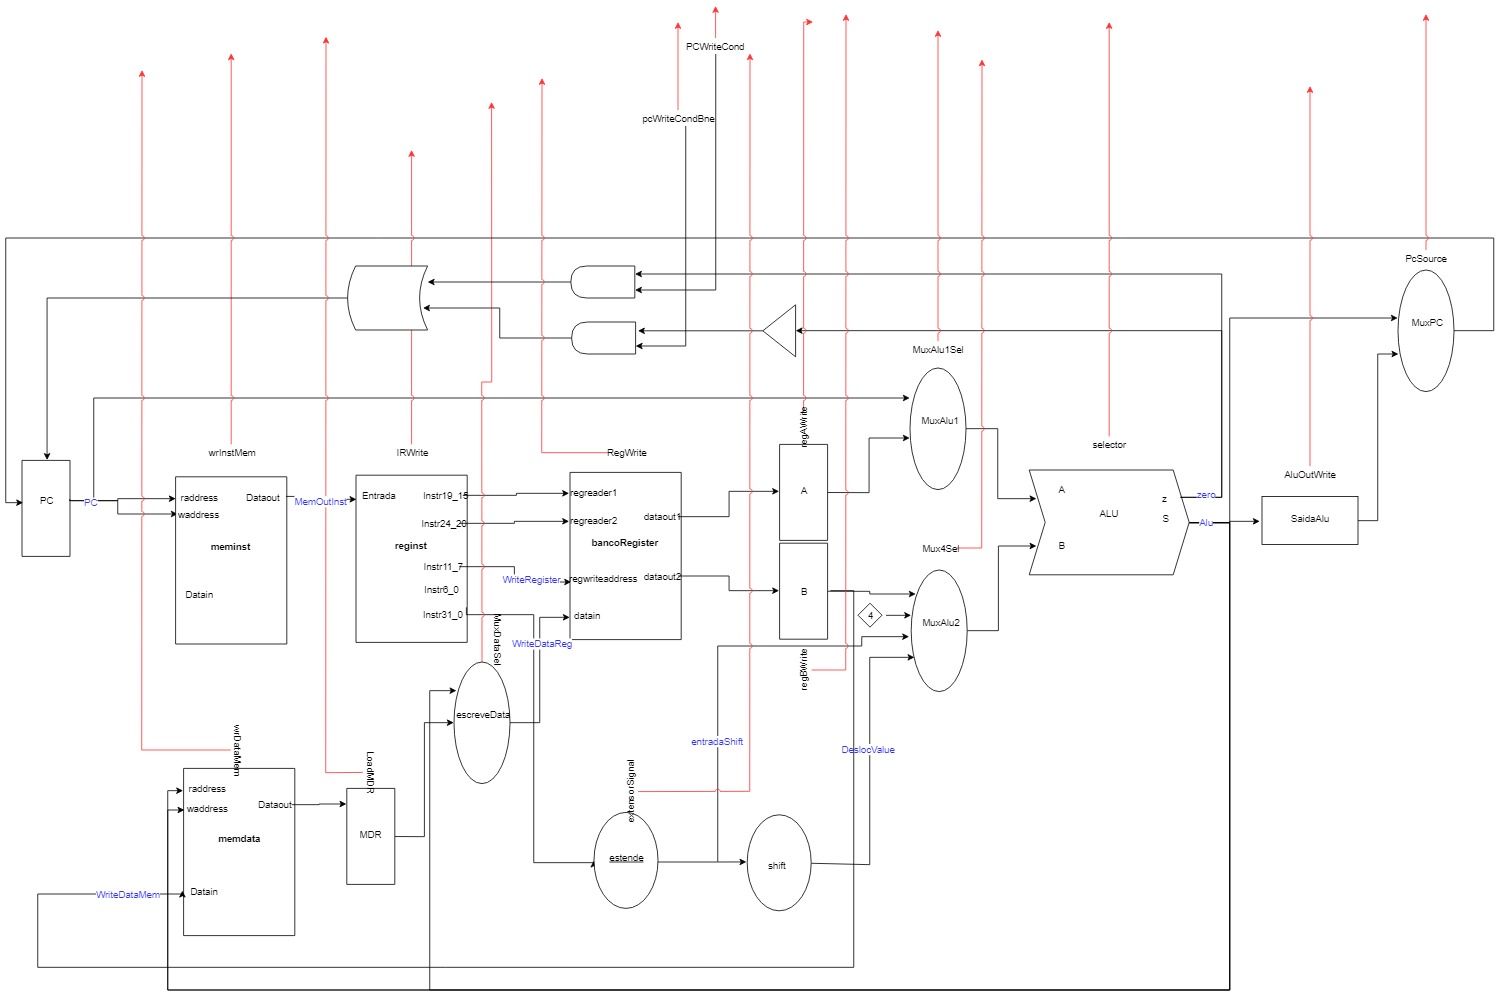 PCWriteCond
pcWriteCondBne
PcSource
MuxPC
MuxAlu1Sel
MuxAlu1
regAWrite
selector
wrInstMem
IRWrite
RegWrite
AluOutWrite
PC
PC
raddress
Dataout
waddress
meminst
Datain
MemOutInst
Entrada
Instr19_15
Instr24_20
reginst
Instr11_7
Instr6_0
Instr31_0
regreader1
regreader2
dataout1
bancoRegister
WriteRegister
regwriteaddress
dataout2
datain
WriteDataReg
A
B
A
z
zero
ALU
S
Alu
B
SaidaAlu
Mux4Sel
4
MuxAlu2
MuxDataSel
regBWrite
escreveData
entradaShift
DeslocValue
wrDataMem
LoadMDR
extensorSignal
raddress
Dataout
waddress
memdata
MDR
estende
shift
WriteDataMem
Datain